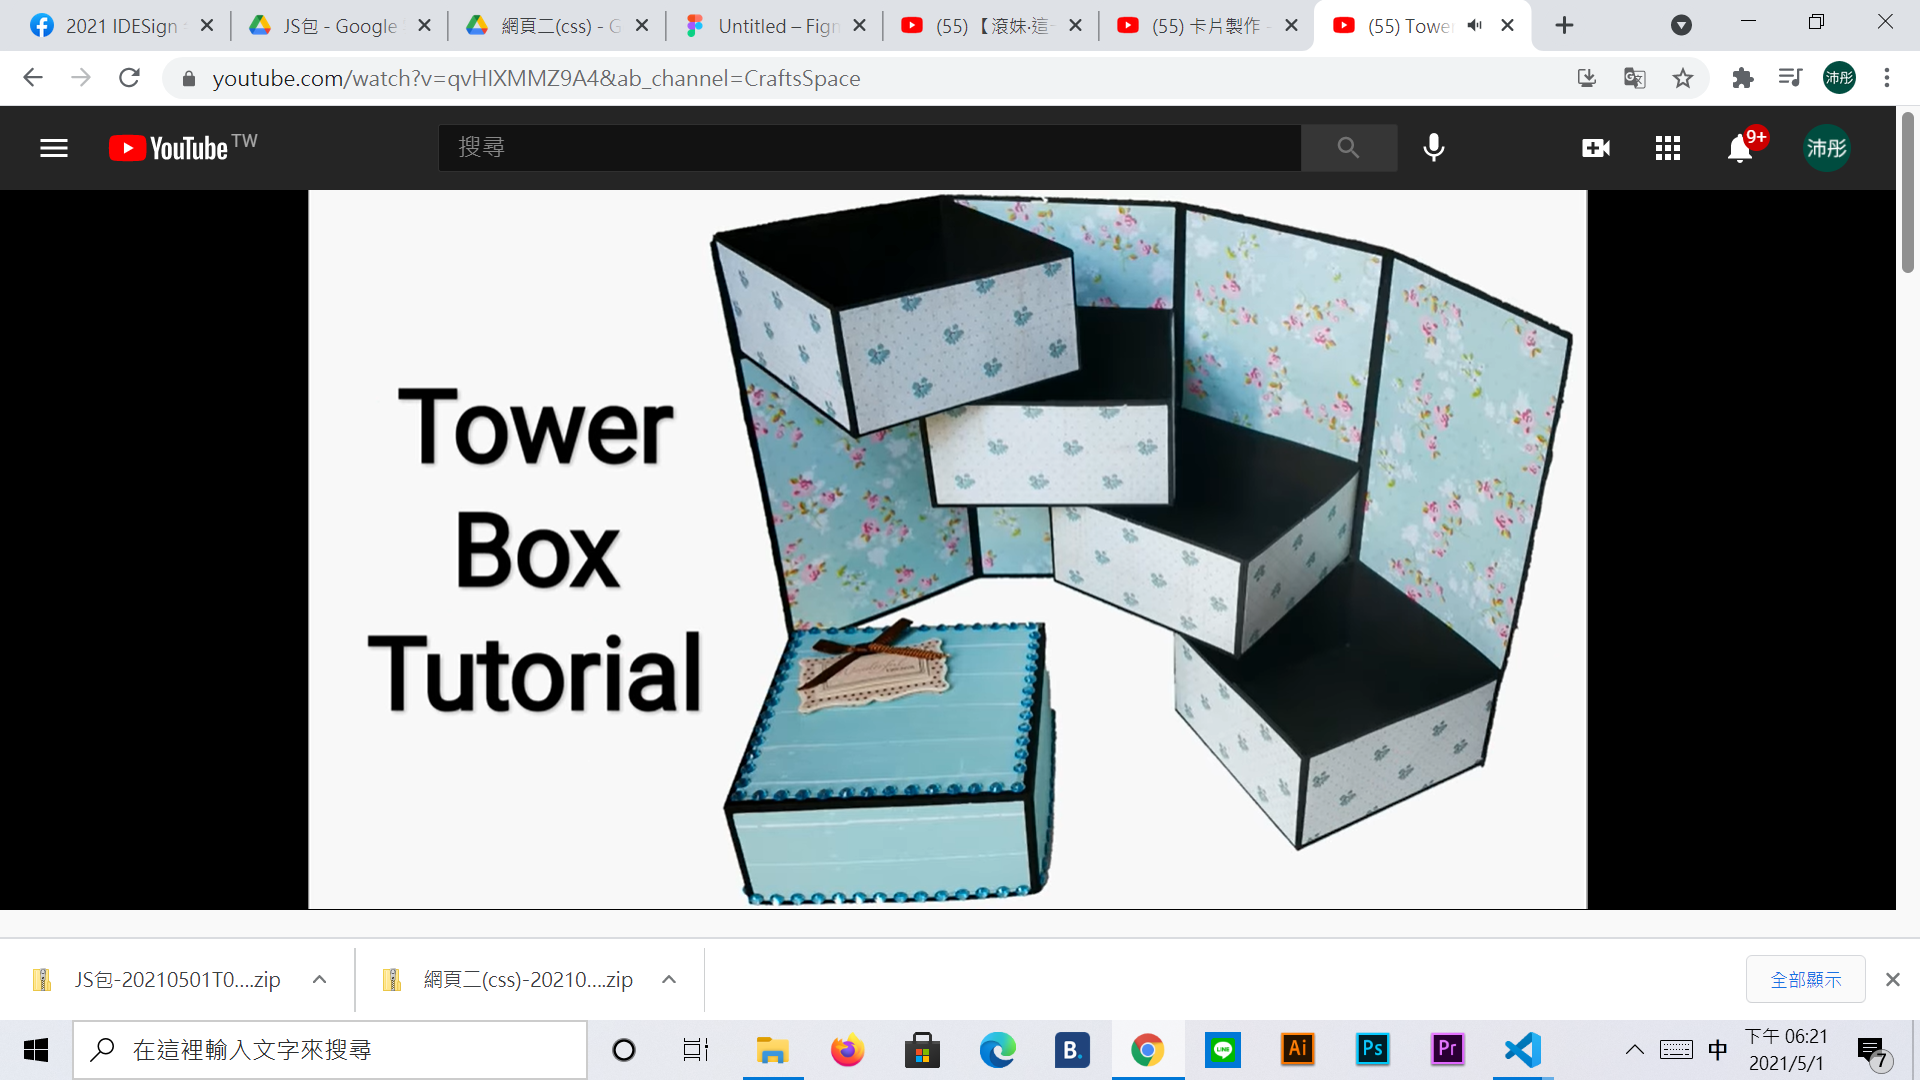 2021 IDESign
JS包 - Google
網頁二(css) - G
Untitled – Figm
(55) 【滾妹·這
(55) 卡片製作 -
(55) Tower
youtube.com/watch?v=qvHIXMMZ9A4&ab_channel=CraftsSpace
沛彤
YouTube TW
搜尋
9+
沛彤
Tower
Box
Tutorial
JS包-20210501T0....zip
網頁二(css)-20210....zip
全部顯示
在這裡輸入文字來搜尋
B.
LINE
Ai
Ps
Pr
中
下午 06:21
2021/5/1
7